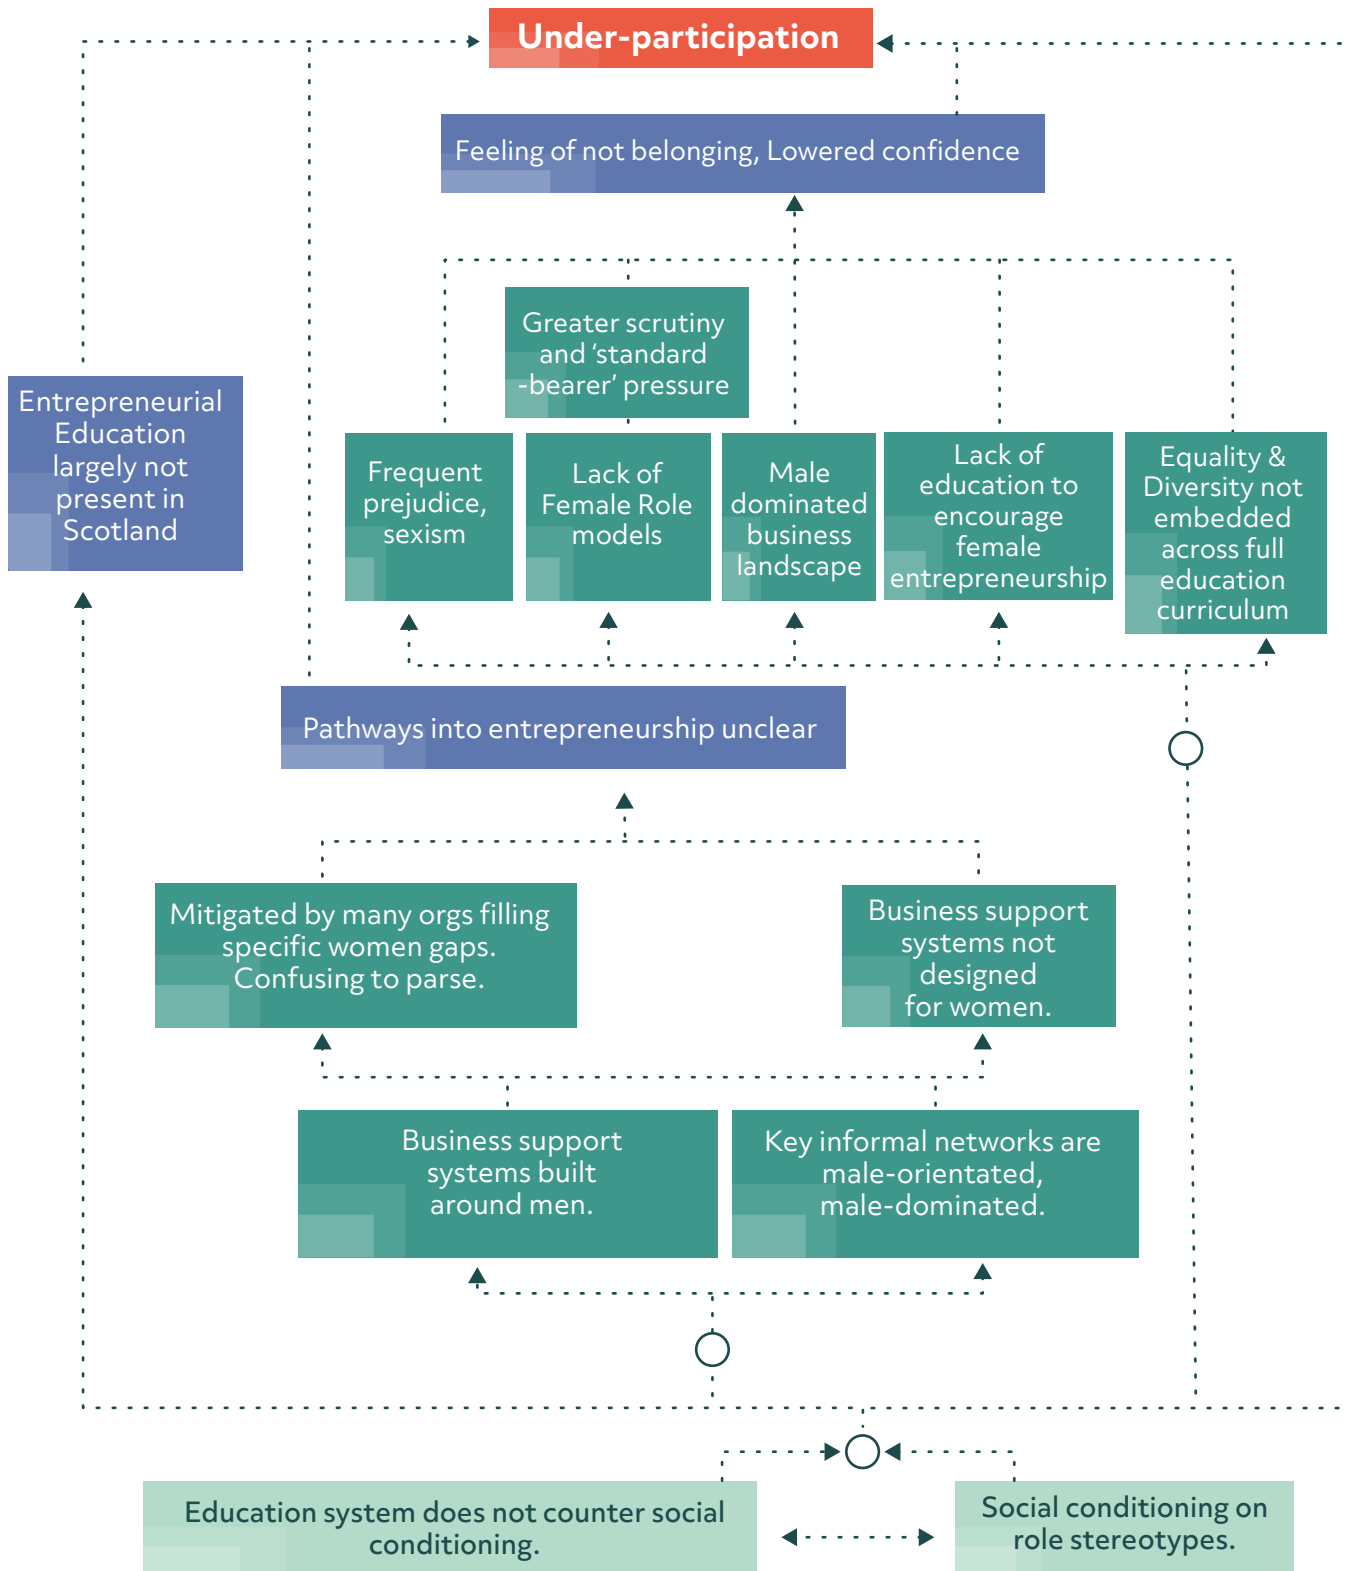 Under-participation
Feeling of not belonging, Lowered confidence
Greater scrutiny
and ‘standard
-bearer’ pressure
Entrepreneurial
Education
largely not
present in
Scotland
Frequent
prejudice,
sexism
Lack of
Female Role
models
Male
dominated
business
landscape
Lack of
education to
encourage
female
entrepreneurship
Equality &
Diversity not
embedded
across full
education
curriculum
Pathways into entrepreneurship unclear
Mitigated by many orgs filling
specific women gaps.
Confusing to parse.
Business support
systems not
designed
for women.
Business support
systems built
around men.
Key informal networks are
male-orientated,
male-dominated.
Education system does not counter social
conditioning.
Social conditioning on
role stereotypes.